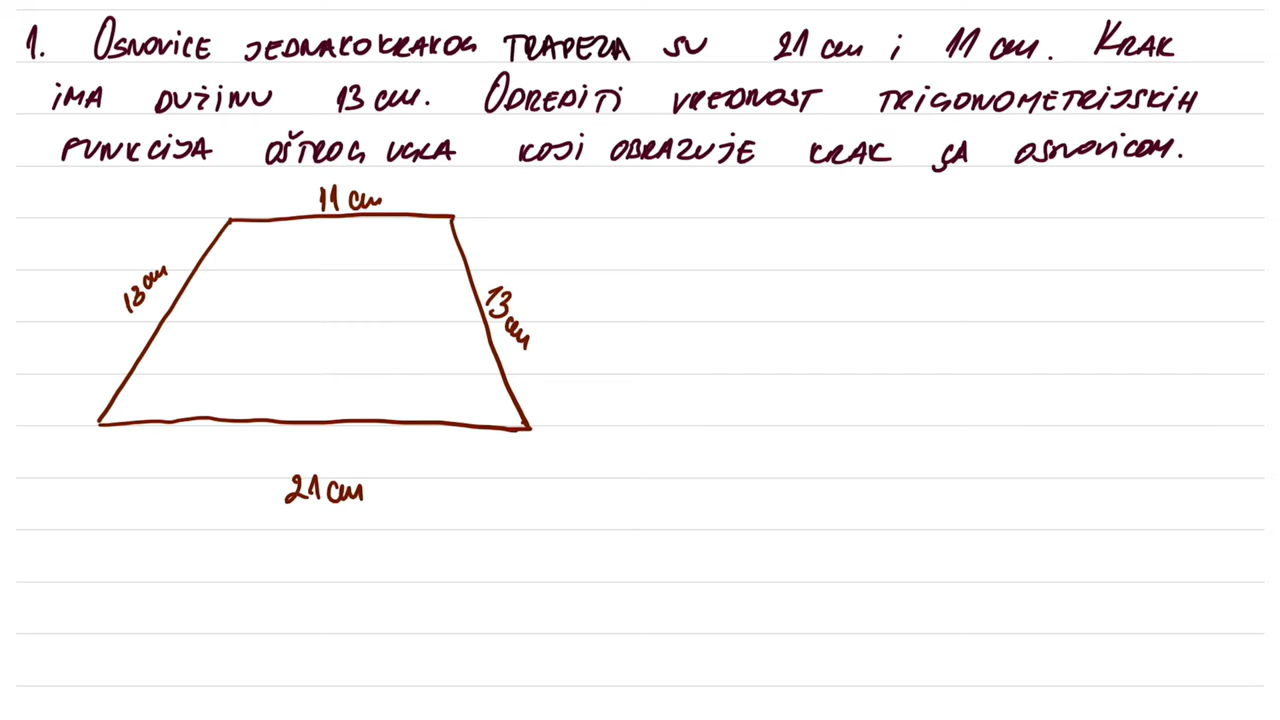 1. OSNOVICE JEDNAKOKRAKOG TRAPEZA SU 21 cm i 11 cm. KRAK
iMA DUŽiNU 13 cm. ODREDiTi VREDNOST TRIGONOMETRIJSKIH
FUNKCIJA OŠTROG UGLA KOJI OBRAZUJE KRAK SA OSNOVICOM.
11 cm
13 cm
13 cm
21 cm